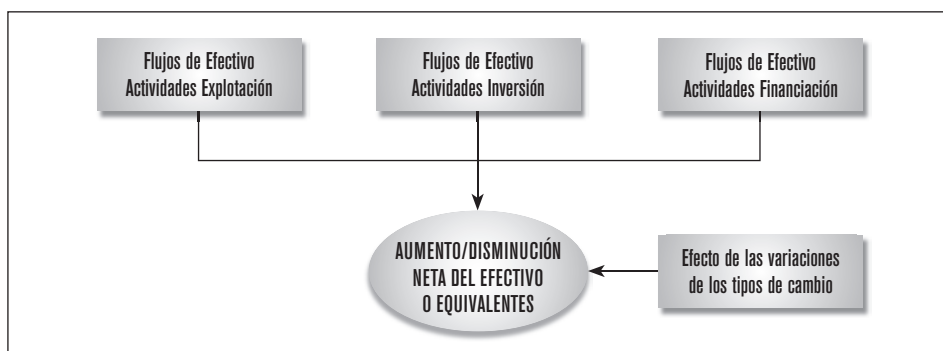 Flujos de Efectivo
Actividades Explotación
Flujos de Efectivo
Actividades Inversión
Flujos de Efectivo
Actividades Financiación
AUMENTO/DISMINUCIÓN
NETA DEL EFECTIVO
O EQUIVALENTES
Efecto de las variaciones
de los tipos de cambio